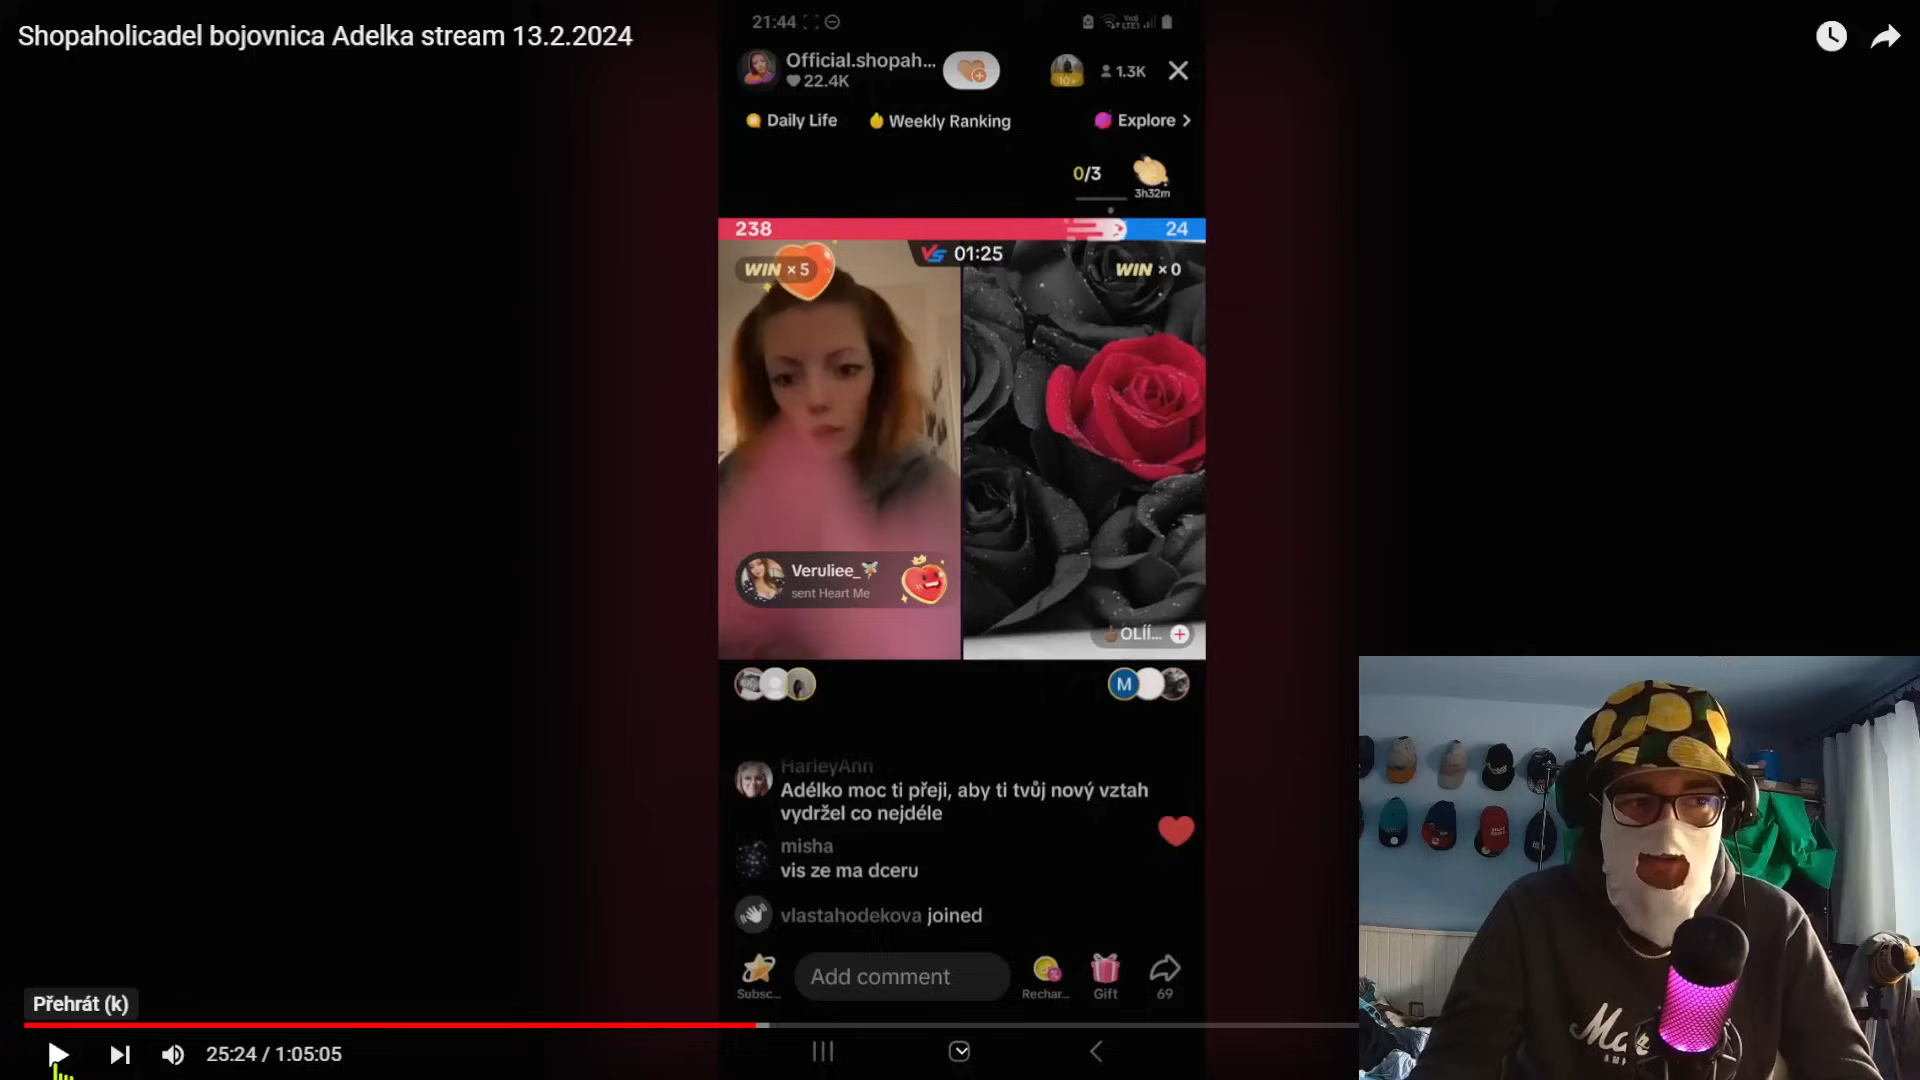 Shopaholicadel bojovnica Adelka stream 13.2.2024
21:44
Official.shopah...
22.4K
10+
1.3K
Daily Life
Weekly Ranking
Explore
0/3
3h32m
238
24
VS 01:25
WIN × 5
WIN × 0
Veruliee_
sent Heart Me
OLÍÍ...
M
HarleyAnn
Adélko moc ti přeji, aby ti tvůj nový vztah
vydržel co nejdéle
misha
vis ze ma dceru
vlastahodekova joined
Add comment
Subsc...
Rechar...
Gift
69
Přehrát (k)
25:24 / 1:05:05